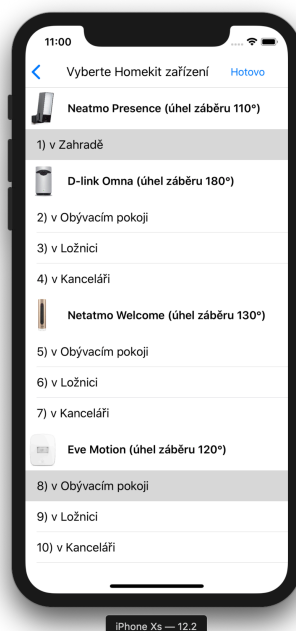 11:00
Vyberte Homekit zařízení Hotovo
Neatmo Presence (úhel záběru 110°)
1) v Zahradě
D-link Omna (úhel záběru 180°)
2) v Obývacím pokoji
3) v Ložnici
4) v Kanceláři
Netatmo Welcome (úhel záběru 130°)
5) v Obývacím pokoji
6) v Ložnici
7) v Kanceláři
Eve Motion (úhel záběru 120°)
8) v Obývacím pokoji
9) v Ložnici
10) v Kanceláři
iPhone Xs — 12.2